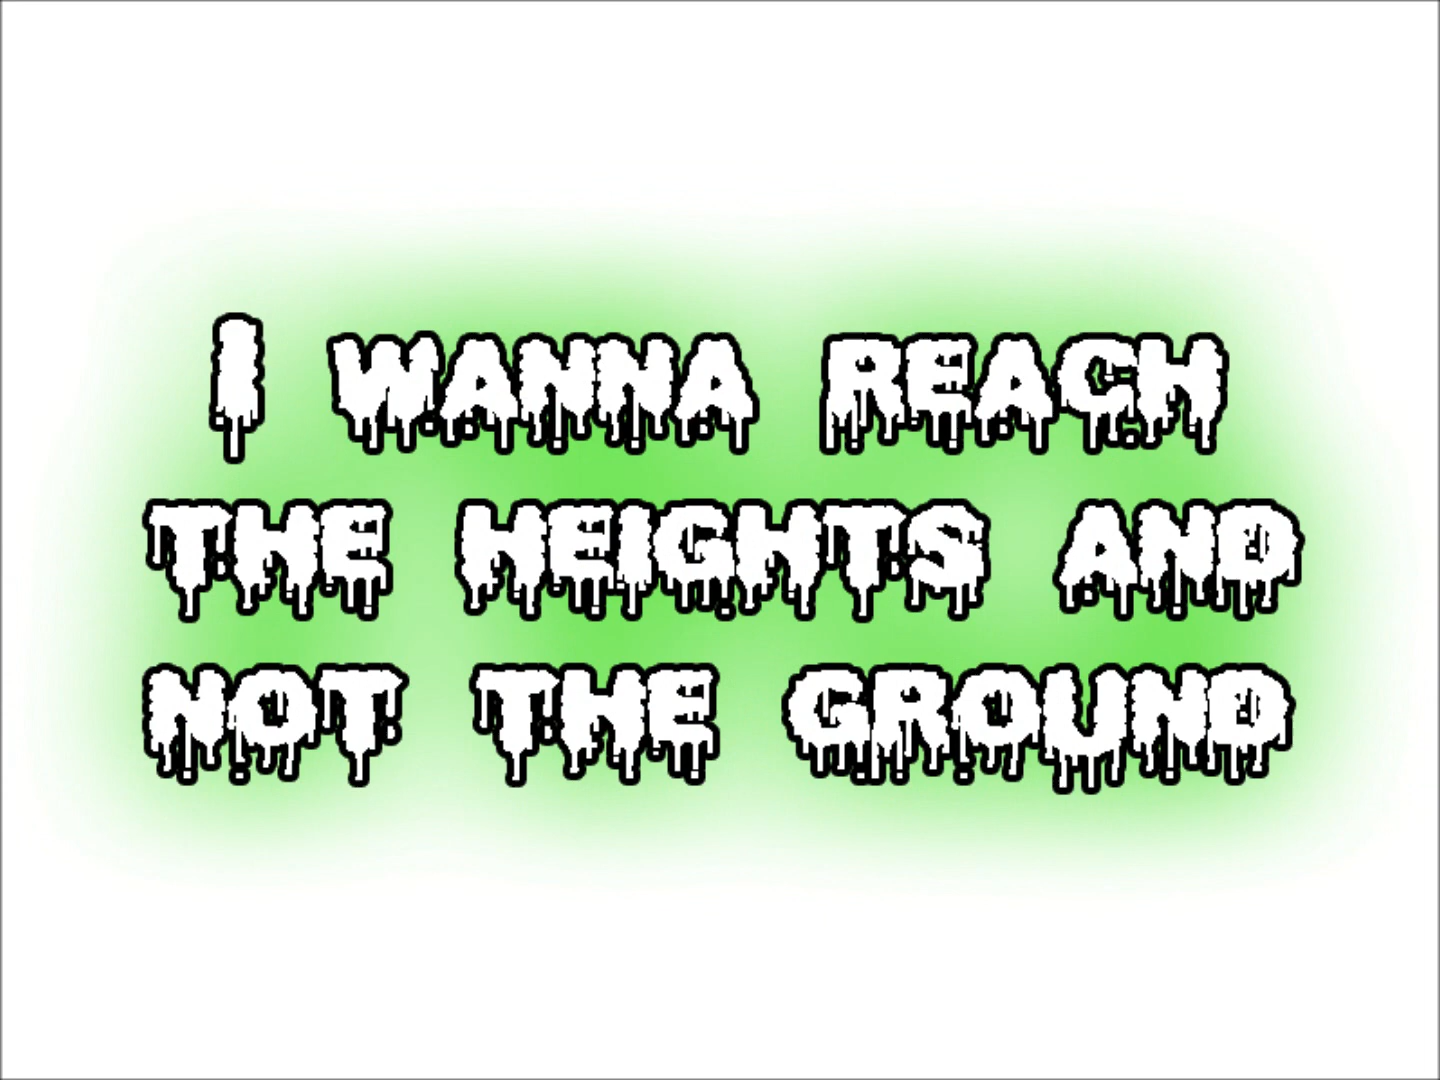 I WANNA REACH
THE HEIGHTS AND
NOT THE GROUND